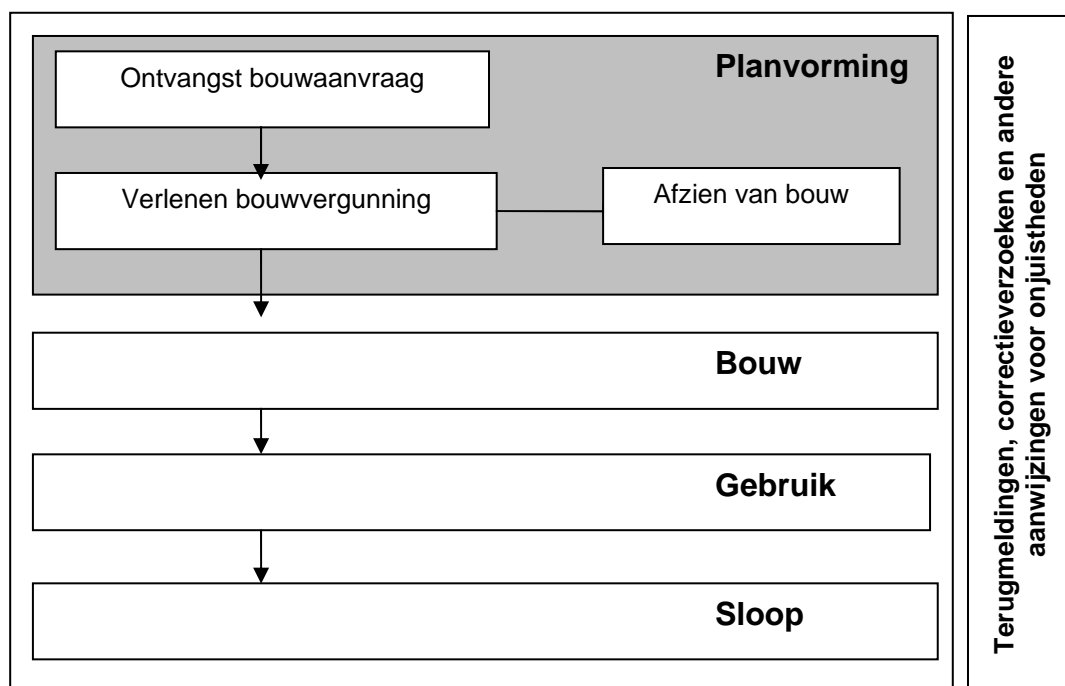 Planvorming
Ontvangst bouwaanvraag
Verlenen bouwvergunning
Afzien van bouw
Bouw
Gebruik
Sloop
Terugmeldingen, correctieverzoeken en andere
aanwijzingen voor onjuistheden